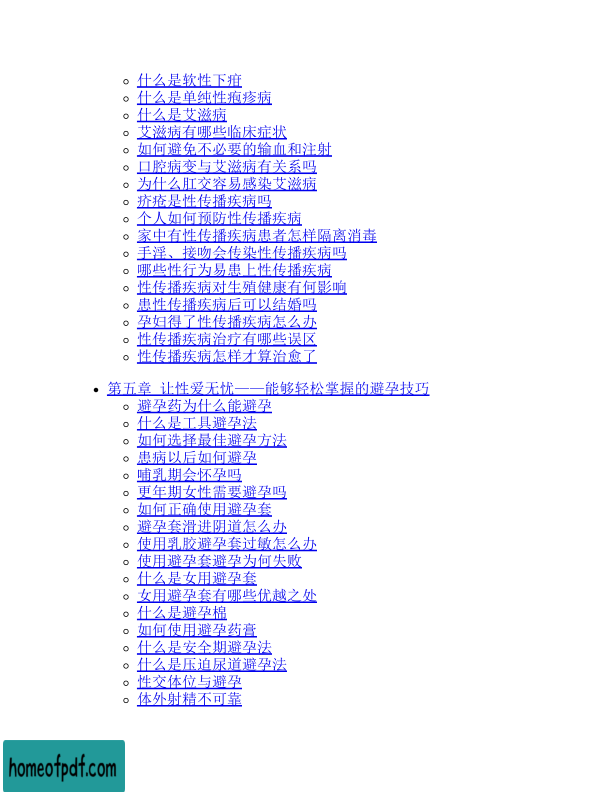 什么是软性下疳
什么是单纯性疱疹病
什么是艾滋病
艾滋病有哪些临床症状
如何避免不必要的输血和注射
口腔病变与艾滋病有关系吗
为什么肛交容易感染艾滋病
疥疮是性传播疾病吗
个人如何预防性传播疾病
家中有性传播疾病患者怎样隔离消毒
手淫、接吻会传染性传播疾病吗
哪些性行为易患上性传播疾病
性传播疾病对生殖健康有何影响
患性传播疾病后可以结婚吗
孕妇得了性传播疾病怎么办
性传播疾病治疗有哪些误区
性传播疾病怎样才算治愈了
第五章 让性爱无忧——能够轻松掌握的避孕技巧
避孕药为什么能避孕
什么是工具避孕法
如何选择最佳避孕方法
患病以后如何避孕
哺乳期会怀孕吗
更年期女性需要避孕吗
如何正确使用避孕套
避孕套滑进阴道怎么办
使用乳胶避孕套过敏怎么办
使用避孕套避孕为何失败
什么是女用避孕套
女用避孕套有哪些优越之处
什么是避孕棉
如何使用避孕药膏
什么是安全期避孕法
什么是压迫尿道避孕法
性交体位与避孕
体外射精不可靠
homeofpdf.com